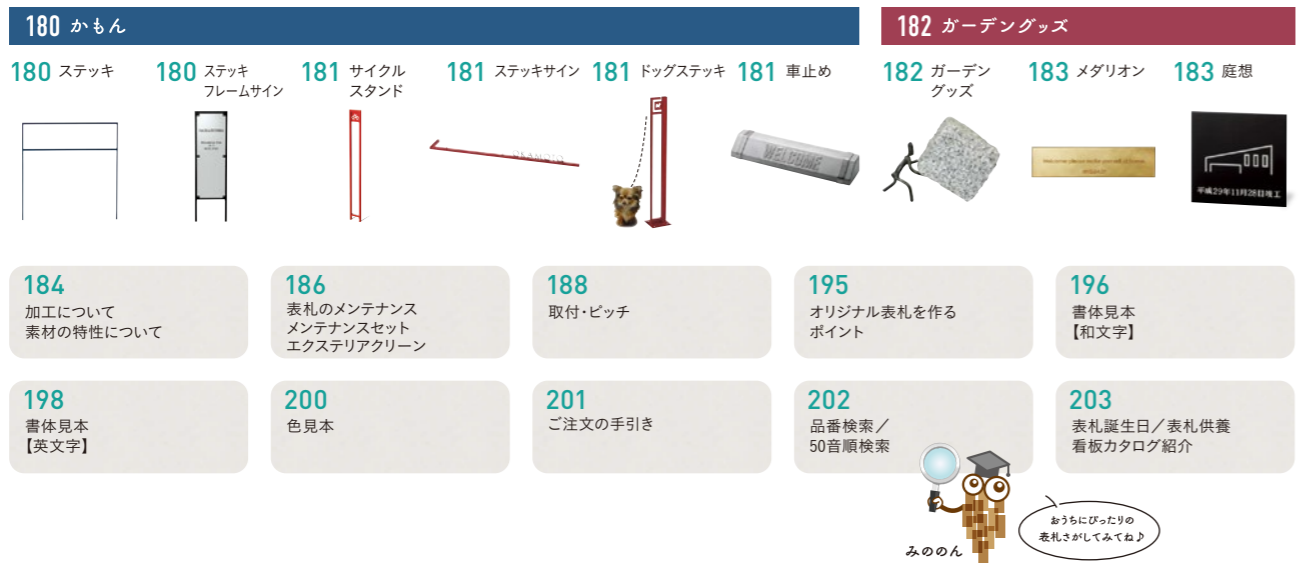 180 かもん
182 ガーデングッズ
180 ステッキ
180 ステッキ
フレームサイン
181 サイクル
スタンド
181 ステッキサイン
181 ドッグステッキ
181 車止め
182 ガーデン
グッズ
183 メダリオン
183 庭想
WELCOME
平成29年11月28日竣工
184
加工について
素材の特性について
186
表札のメンテナンス
メンテナンスセット
エクステリアクリーン
188
取付・ピッチ
195
オリジナル表札を作る
ポイント
196
書体見本
【和文字】
198
書体見本
【英文字】
200
色見本
201
ご注文の手引き
202
品番検索／
50音順検索
203
表札誕生日／表札供養
看板カタログ紹介
みののん
おうちにぴったりの
表札さがしてみてね♪